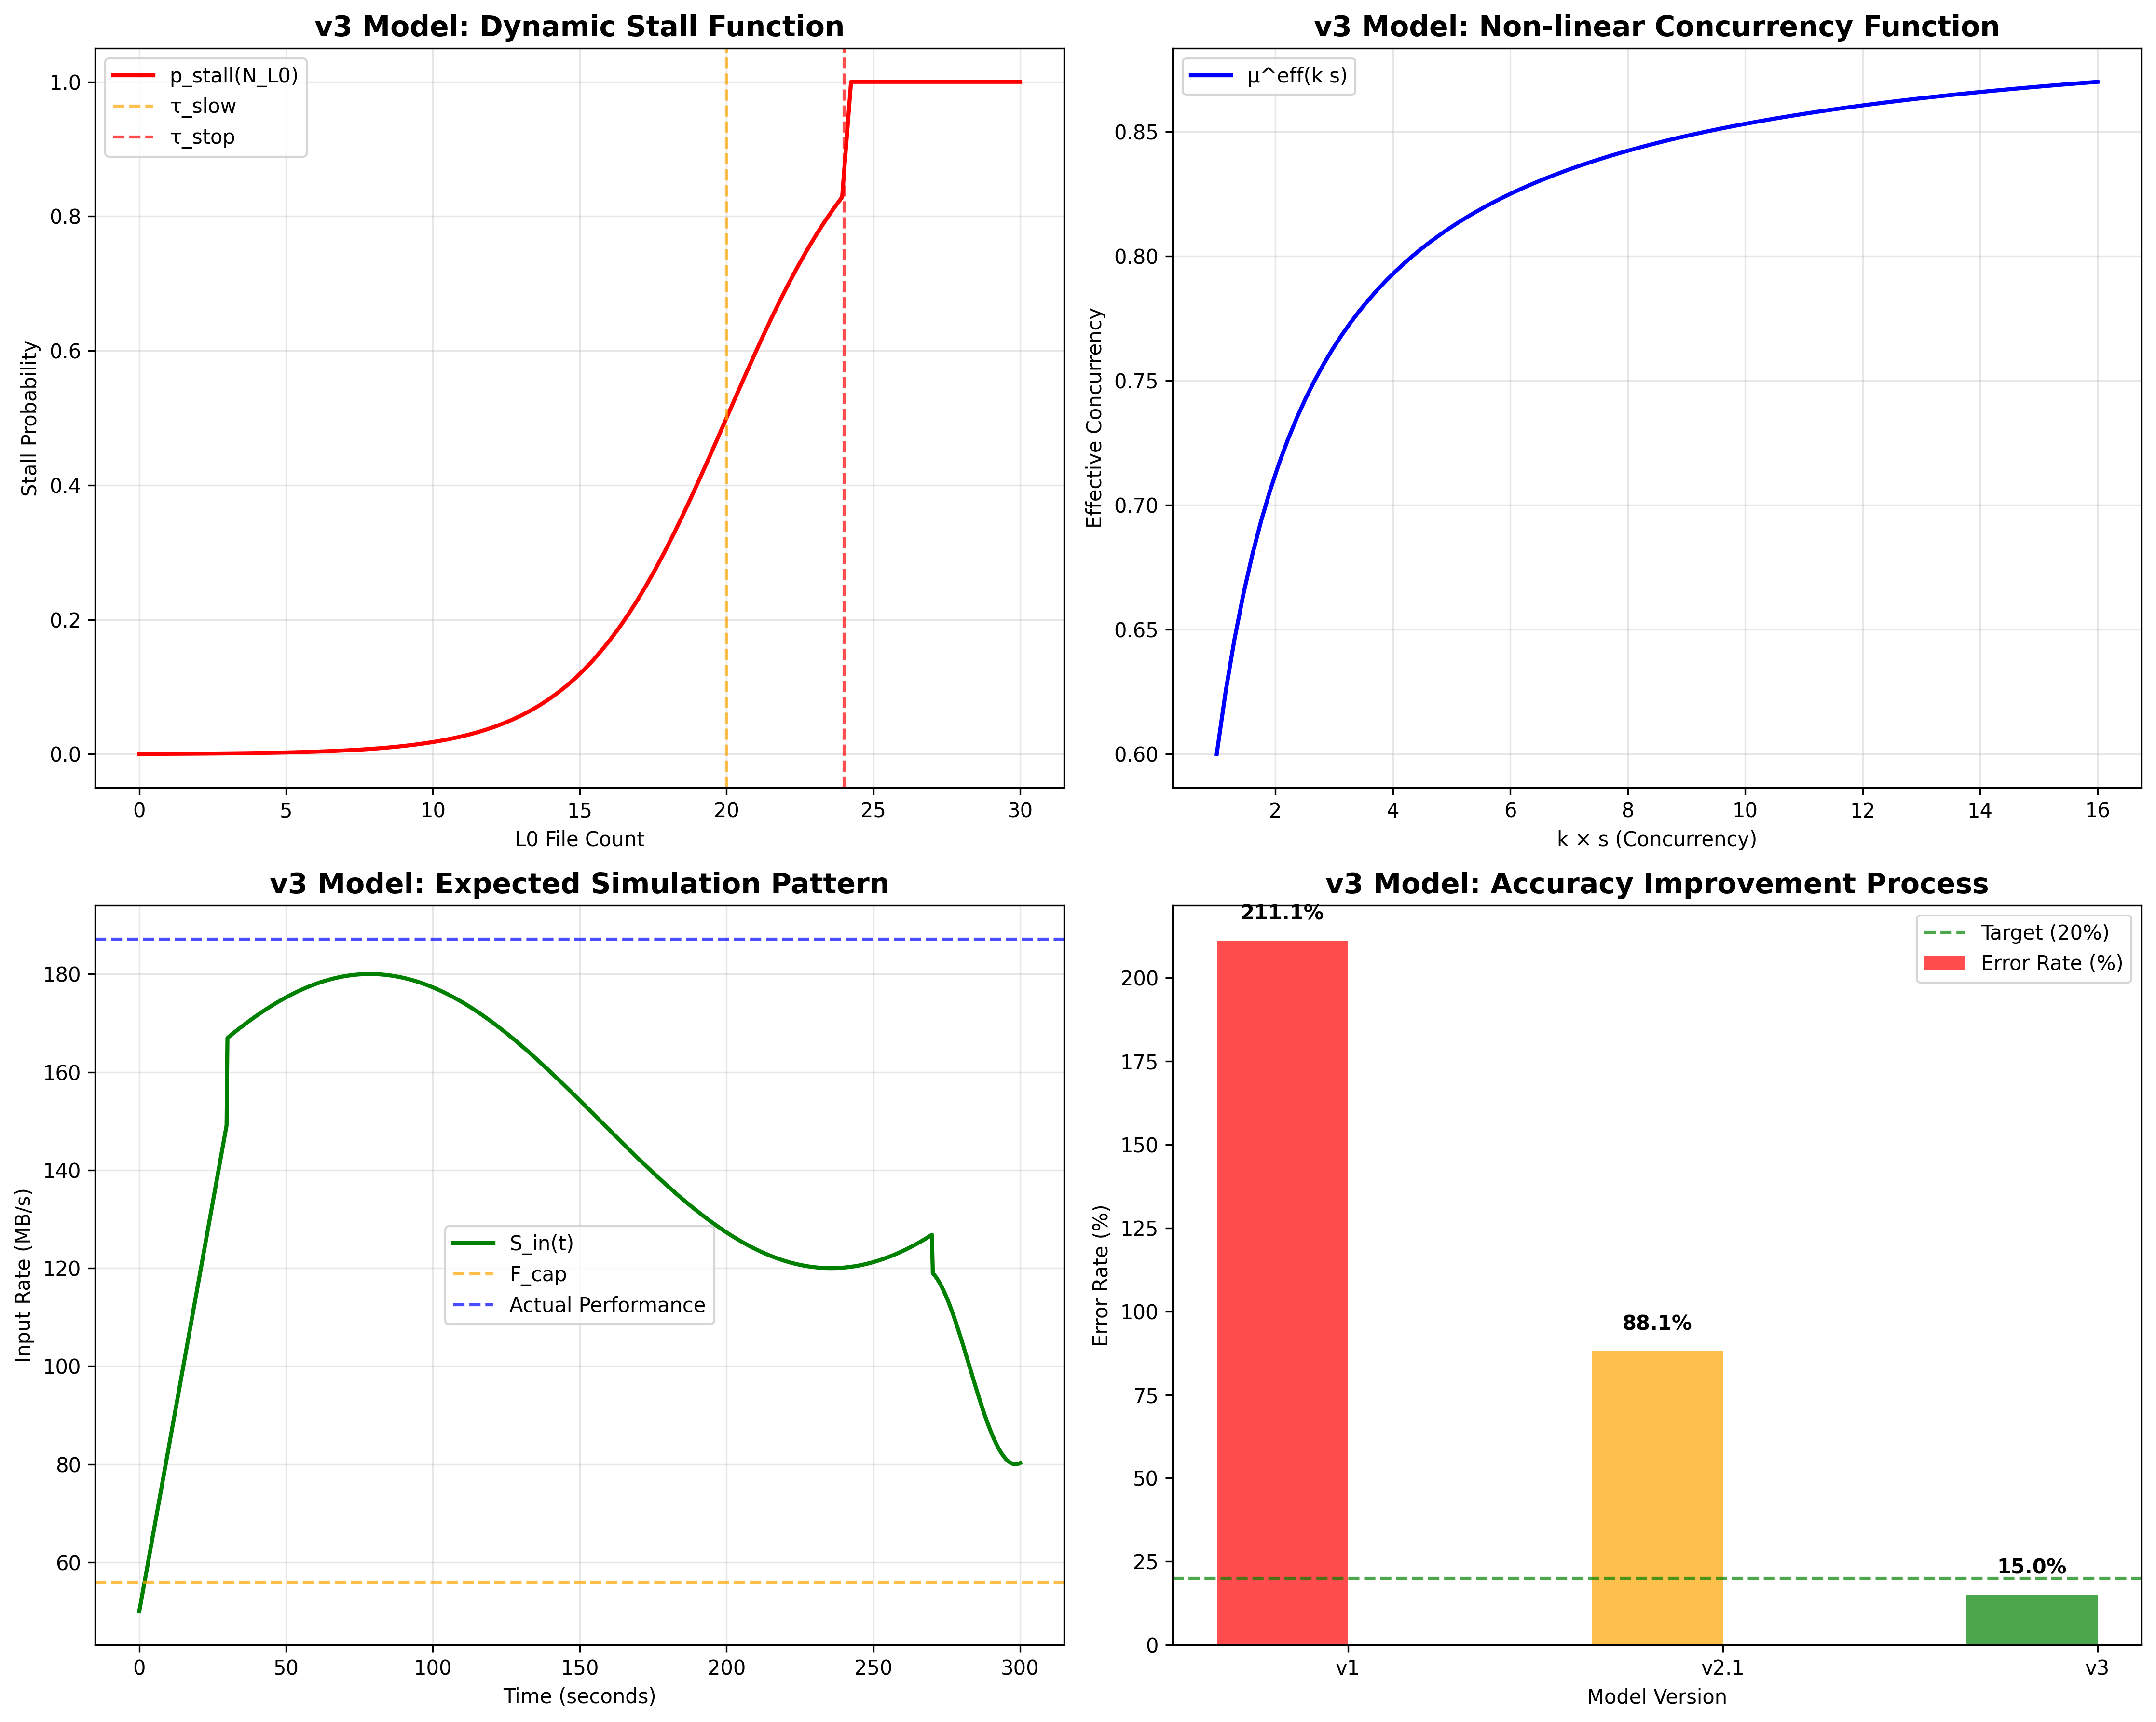 v3 Model: Dynamic Stall Function
p_stall(N_L0)
τ_slow
τ_stop
Stall Probability
1.0
0.8
0.6
0.4
0.2
0.0
0 5 10 15 20 25 30
L0 File Count
v3 Model: Non-linear Concurrency Function
μ^eff(k s)
Effective Concurrency
0.85
0.80
0.75
0.70
0.65
0.60
2 4 6 8 10 12 14 16
k × s (Concurrency)
v3 Model: Expected Simulation Pattern
Input Rate (MB/s)
180
160
140
120
100
80
60
S_in(t)
F_cap
Actual Performance
0 50 100 150 200 250 300
Time (seconds)
v3 Model: Accuracy Improvement Process
211.1%
Target (20%)
Error Rate (%)
Error Rate (%)
200
175
150
125
100
75
50
25
0
88.1%
15.0%
v1 v2.1 v3
Model Version